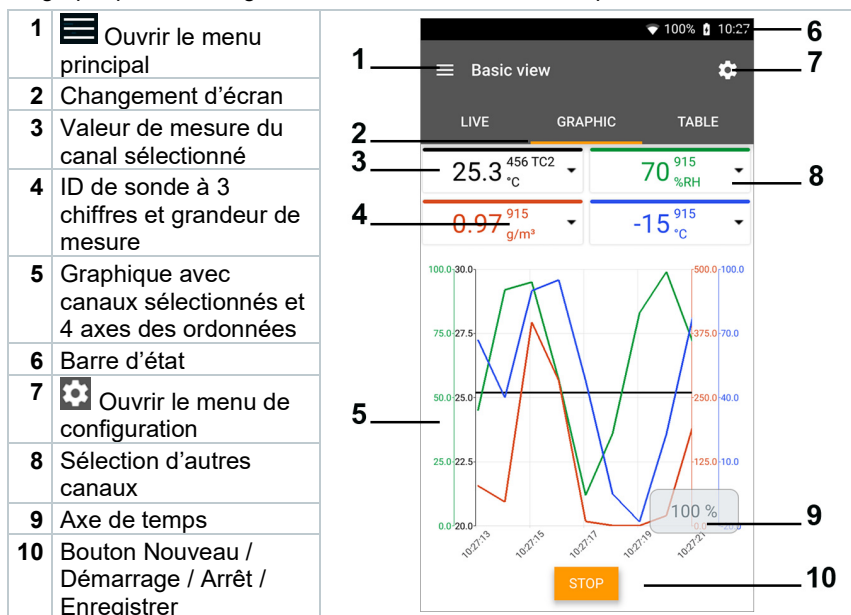 1 Ouvrir le menu
principal
2 Changement d'écran
3 Valeur de mesure du
canal sélectionné
4 ID de sonde à 3
chiffres et grandeur de
mesure
5 Graphique avec
canaux sélectionnés et
4 axes des ordonnées
6 Barre d'état
7 Ouvrir le menu de
configuration
8 Sélection d'autres
canaux
9 Axe de temps
10 Bouton Nouveau /
Démarrage / Arrêt /
Enregistrer
100% 10:27
6
1
Basic view
7
LIVE GRAPHIC TABLE
2
3
25.3 456 TC2 °C
70 915 %RH
8
4
0.97 915 g/m³
-15 915 °C
100.0 30.0 500.0 100.0
75.0 27.5 375.0 70.0
5
50.0 25.0 250.0 40.0
25.0 22.5 125.0 10.0
100 %
9
0.0 20.0
10:27:13 10:27:15 10:27:17 10:27:19 10:27:21
STOP
10